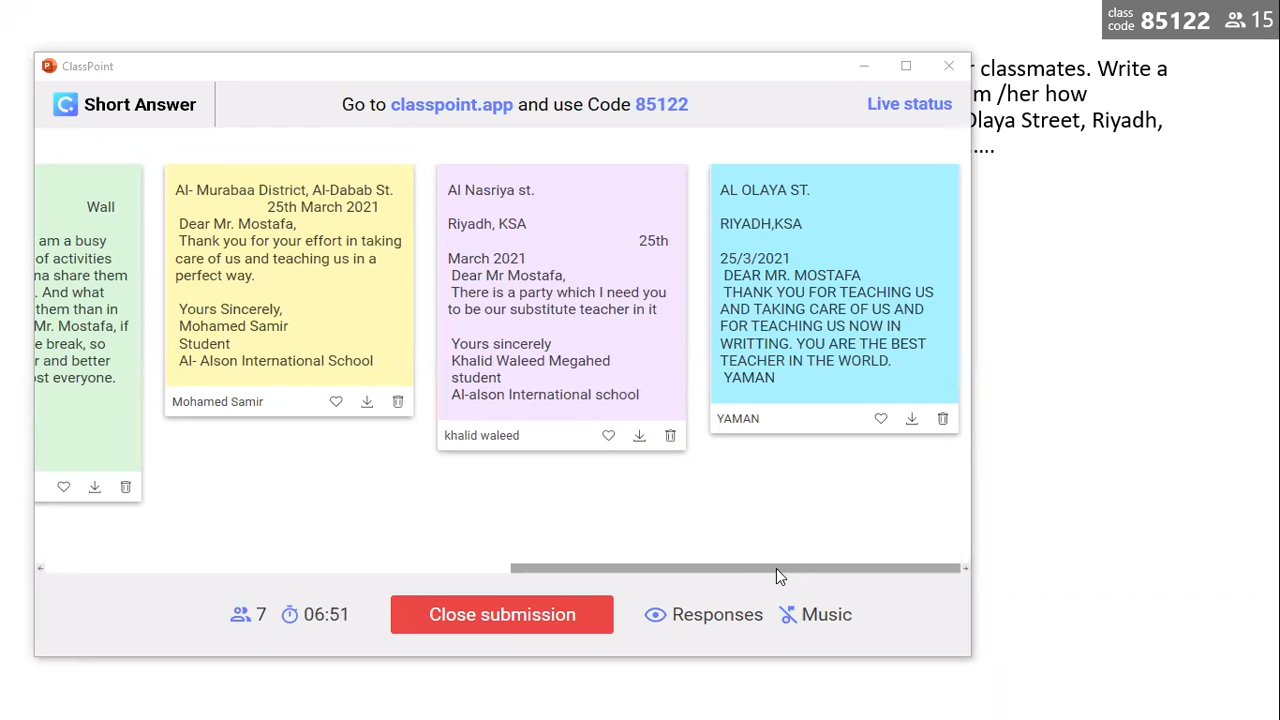 class
code 85122 15
r classmates. Write a
m /her how
Olaya Street, Riyadh,
....
ClassPoint
Short Answer
Go to classpoint.app and use Code 85122
Live status
Wall
am a busy
of activities
na share them
. And what
them than in
Mr. Mostafa, if
e break, so
r and better
ost everyone.
Al- Murabaa District, Al-Dabab St.
25th March 2021
Dear Mr. Mostafa,
Thank you for your effort in taking
care of us and teaching us in a
perfect way.
Yours Sincerely,
Mohamed Samir
Student
Al- Alson International School
Mohamed Samir
Al Nasriya st.
Riyadh, KSA
25th
March 2021
Dear Mr Mostafa,
There is a party which I need you
to be our substitute teacher in it
Yours sincerely
Khalid Waleed Megahed
student
Al-alson International school
khalid waleed
AL OLAYA ST.
RIYADH,KSA
25/3/2021
DEAR MR. MOSTAFA
THANK YOU FOR TEACHING US
AND TAKING CARE OF US AND
FOR TEACHING US NOW IN
WRITTING. YOU ARE THE BEST
TEACHER IN THE WORLD.
YAMAN
YAMAN
7 06:51
Close submission
Responses
Music